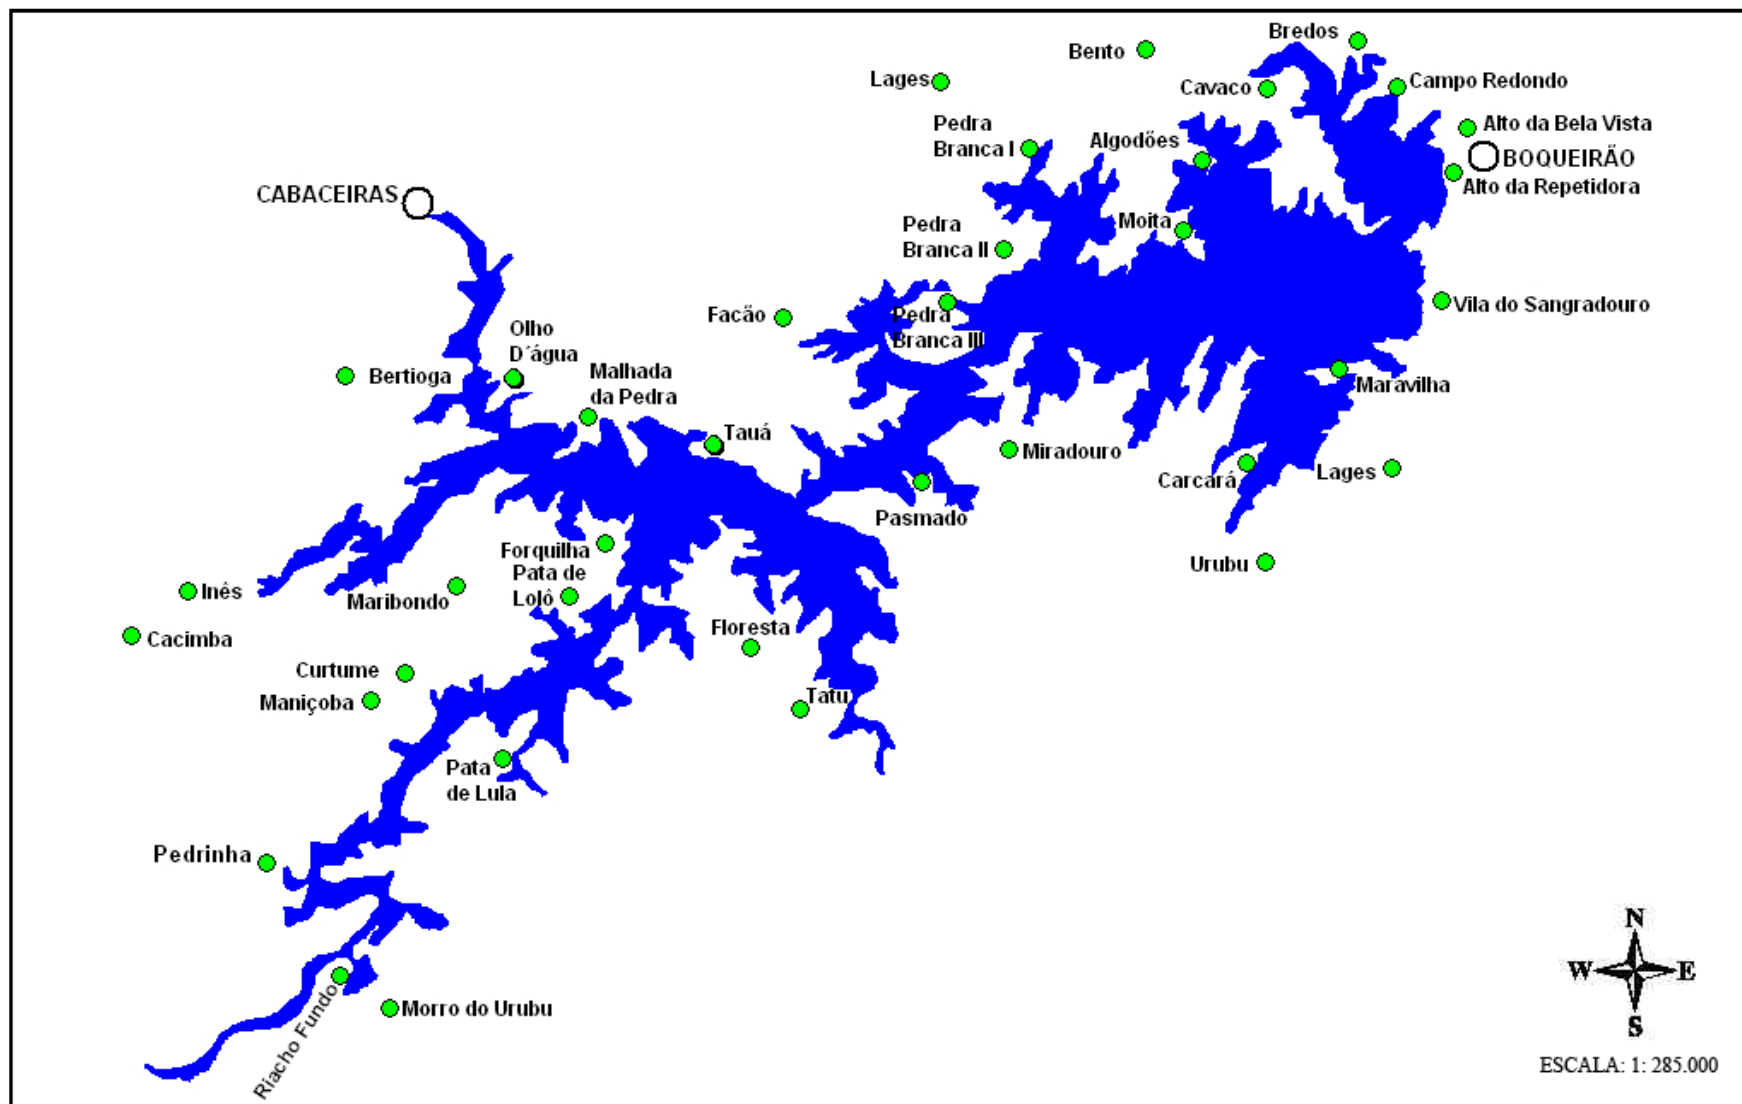 Bredos
Bento
Lages
Cavaco
Campo Redondo
Pedra
Branca I
Algodões
Alto da Bela Vista
BOQUEIRÃO
Alto da Repetidora
CABACEIRAS
Pedra
Branca II
Moita
Facão
Pedra
Branca III
Vila do Sangradouro
Olho
D´água
Bertioga
Malhada
da Pedra
Maravilha
Tauá
Miradouro
Carcará
Lages
Pasmado
Forquilha
Pata de
Lolô
Urubu
Inês
Maribondo
Cacimba
Floresta
Curtume
Maniçoba
Tatu
Pata
de Lula
Pedrinha
Riacho Fundo
Morro do Urubu
N
W E
S
ESCALA: 1: 285.000